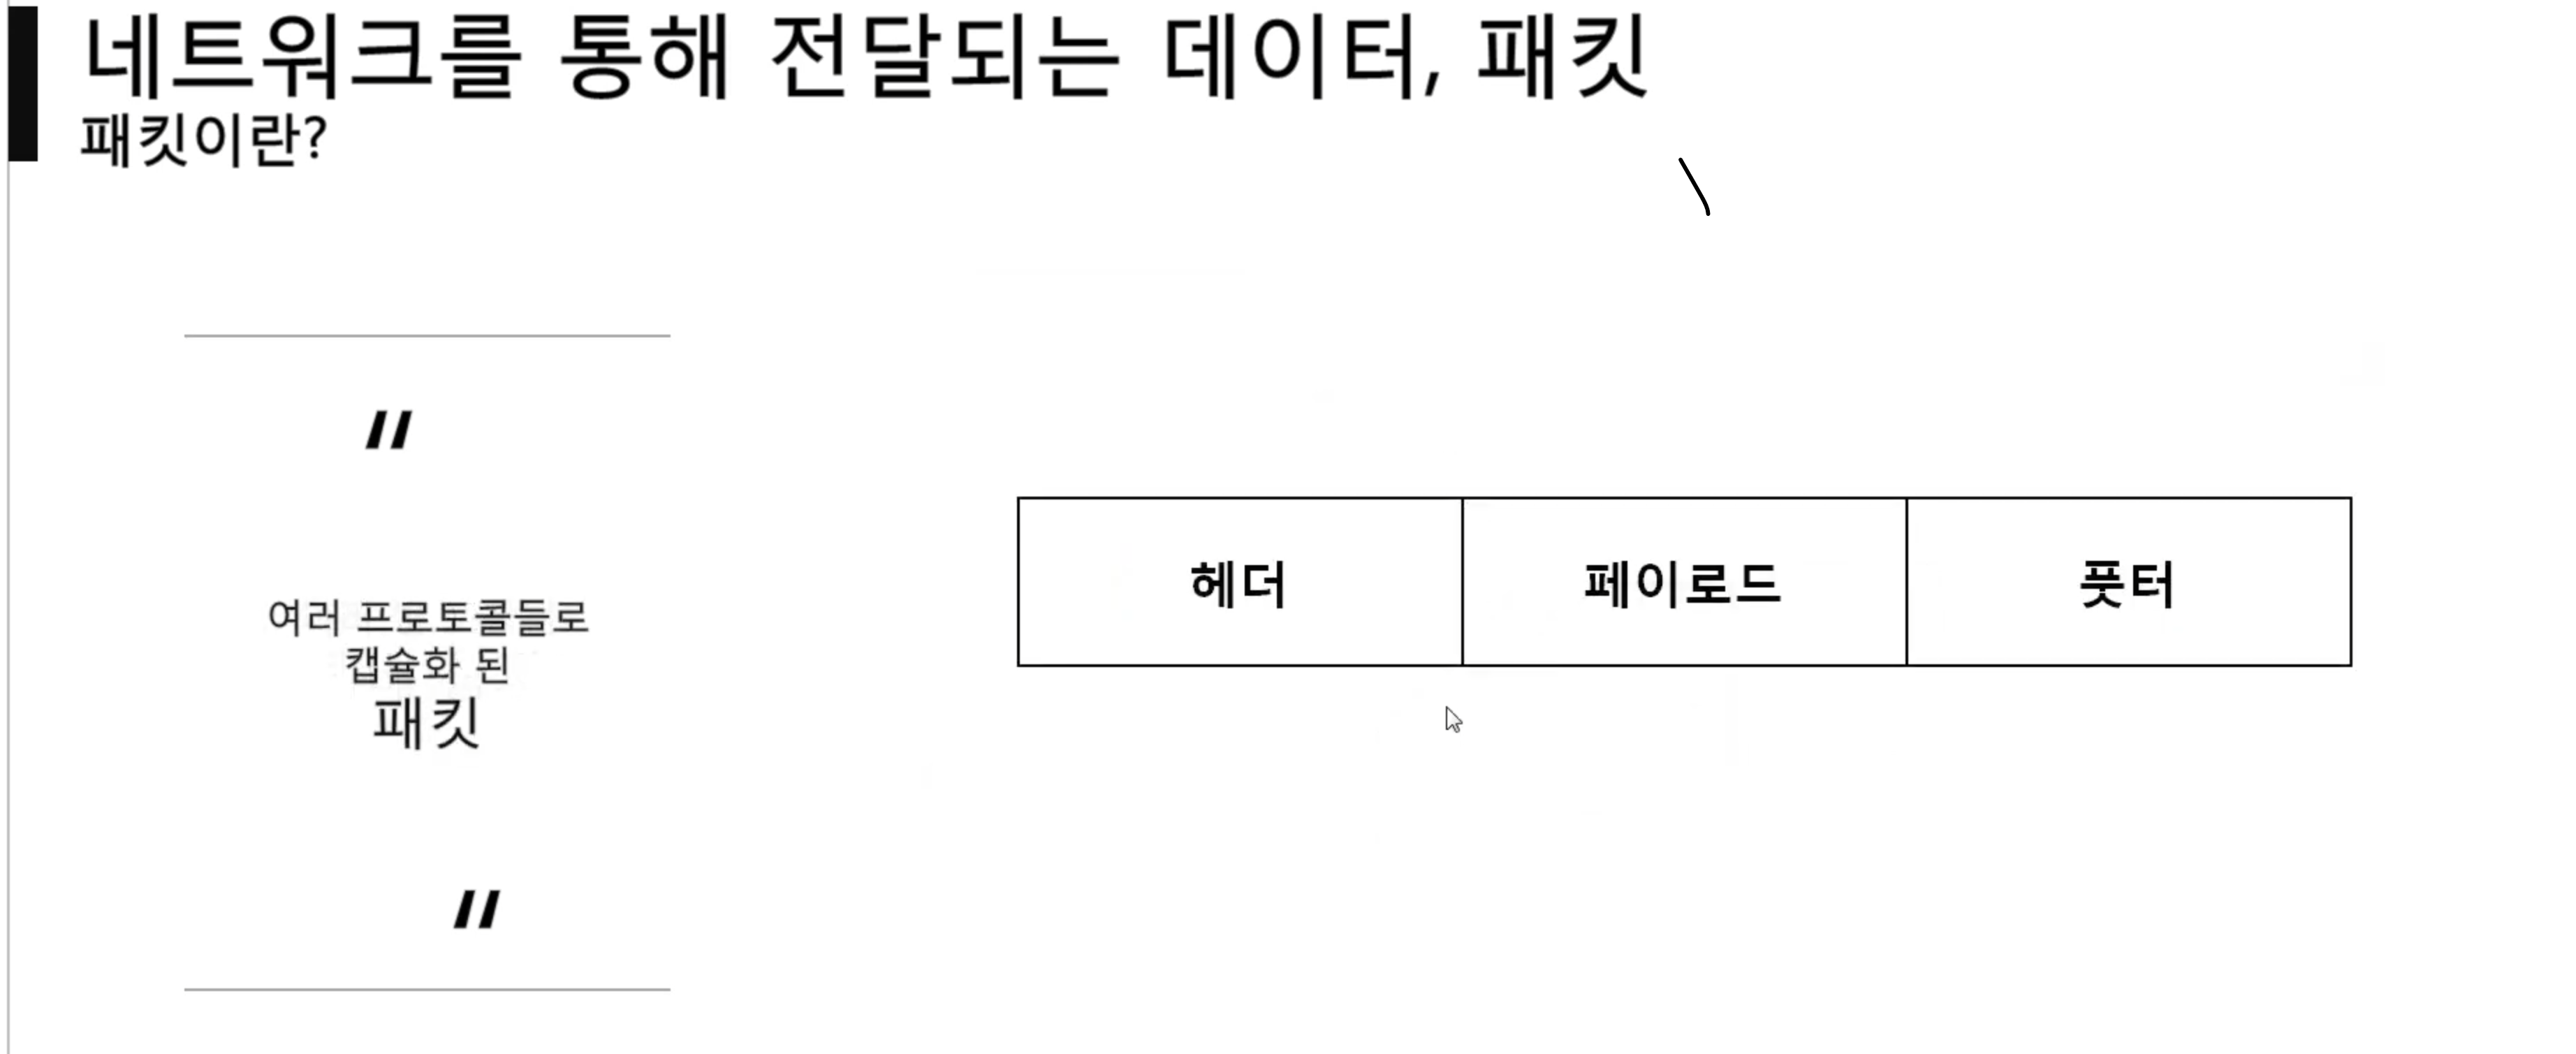 네트워크를 통해 전달되는 데이터, 패킷
패킷이란?
"
여러 프로토콜들로
캡슐화 된
패킷
"
헤더 페이로드 풋터